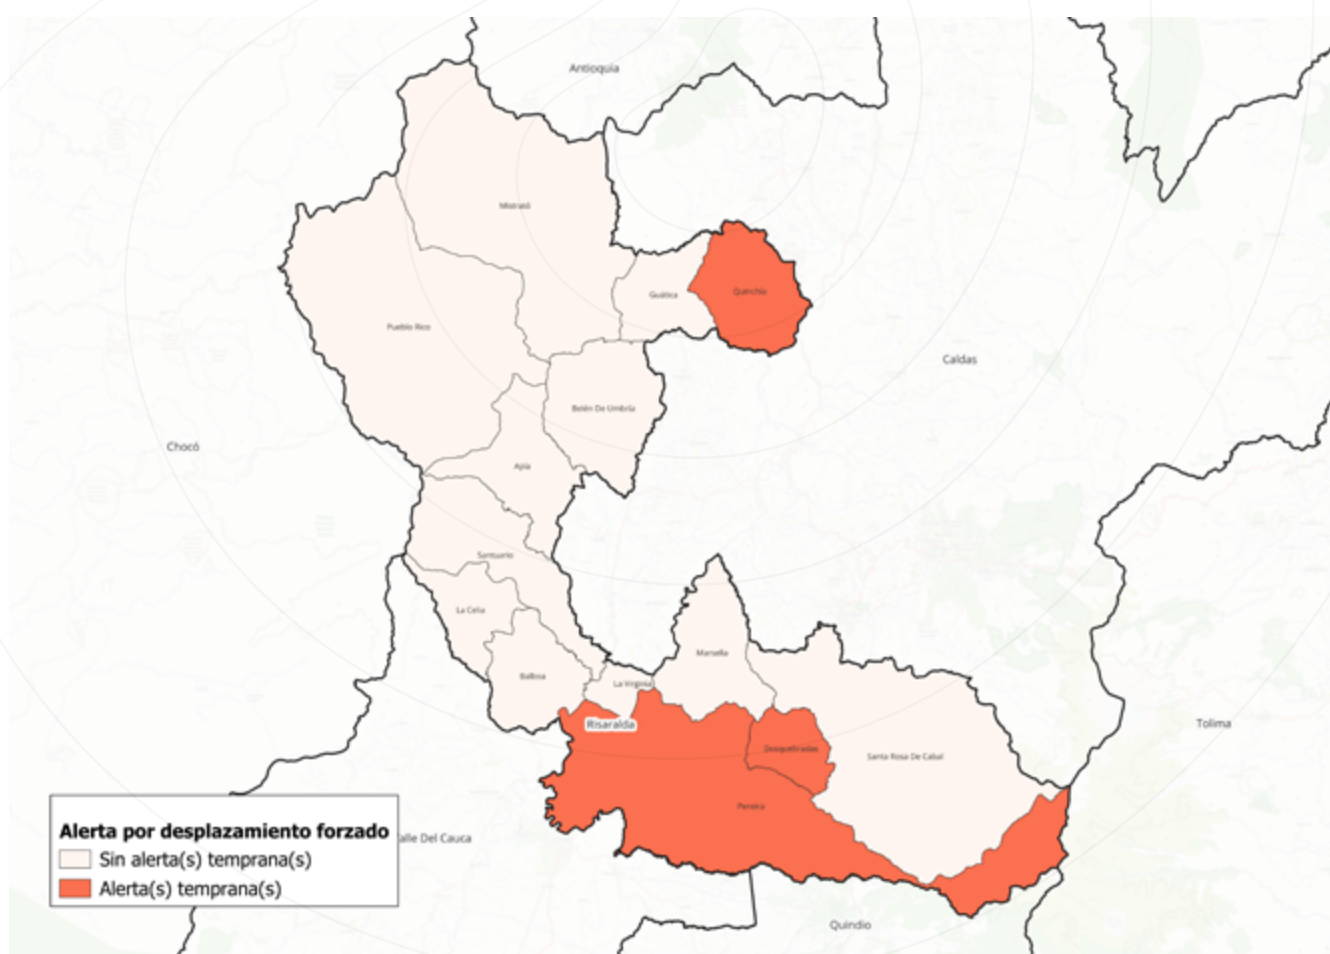 Antioquia
Mistrató
Guática
Quinchía
Pueblo Rico
Caldas
Belén De Umbría
Chocó
Apía
Santuario
La Celia
Marsella
Balboa
La Virginia
Risaralda
Tolima
Dosquebradas
Santa Rosa De Cabal
Pereira
alle Del Cauca
Quindio
Alerta por desplazamiento forzado
Sin alerta(s) temprana(s)
Alerta(s) temprana(s)